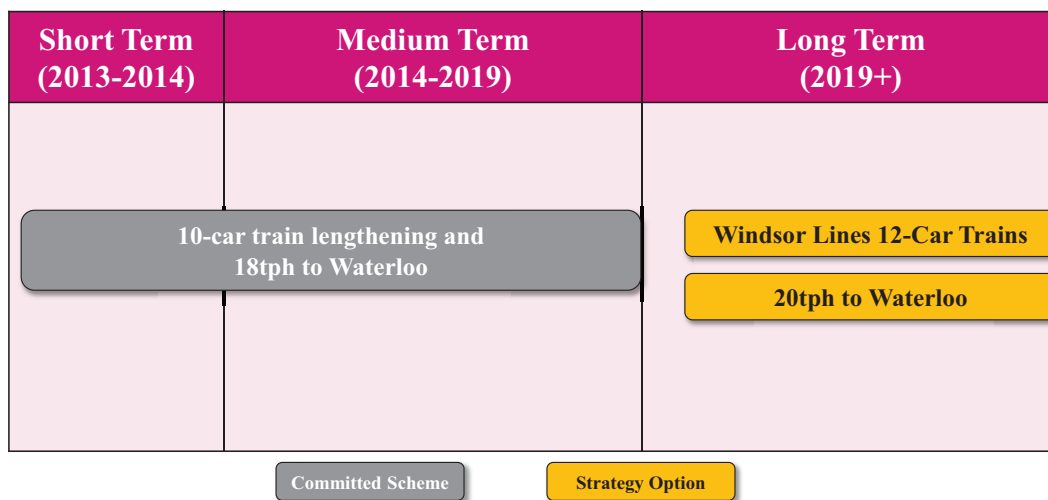 Short Term
(2013-2014)
Medium Term
(2014-2019)
Long Term
(2019+)
10-car train lengthening and
18tph to Waterloo
Windsor Lines 12-Car Trains
20tph to Waterloo
Committed Scheme
Strategy Option